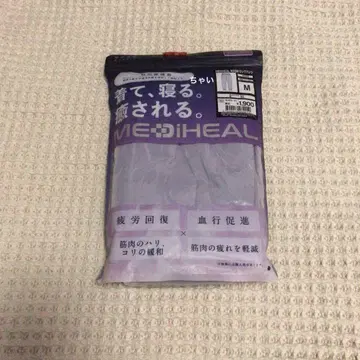 ちゃい
着て、寝る。
癒される。
MEDiHEAL
M
¥1,900
疲労回復
血行促進
×
筋肉のハリ、
コリの緩和
筋肉の疲れを軽減